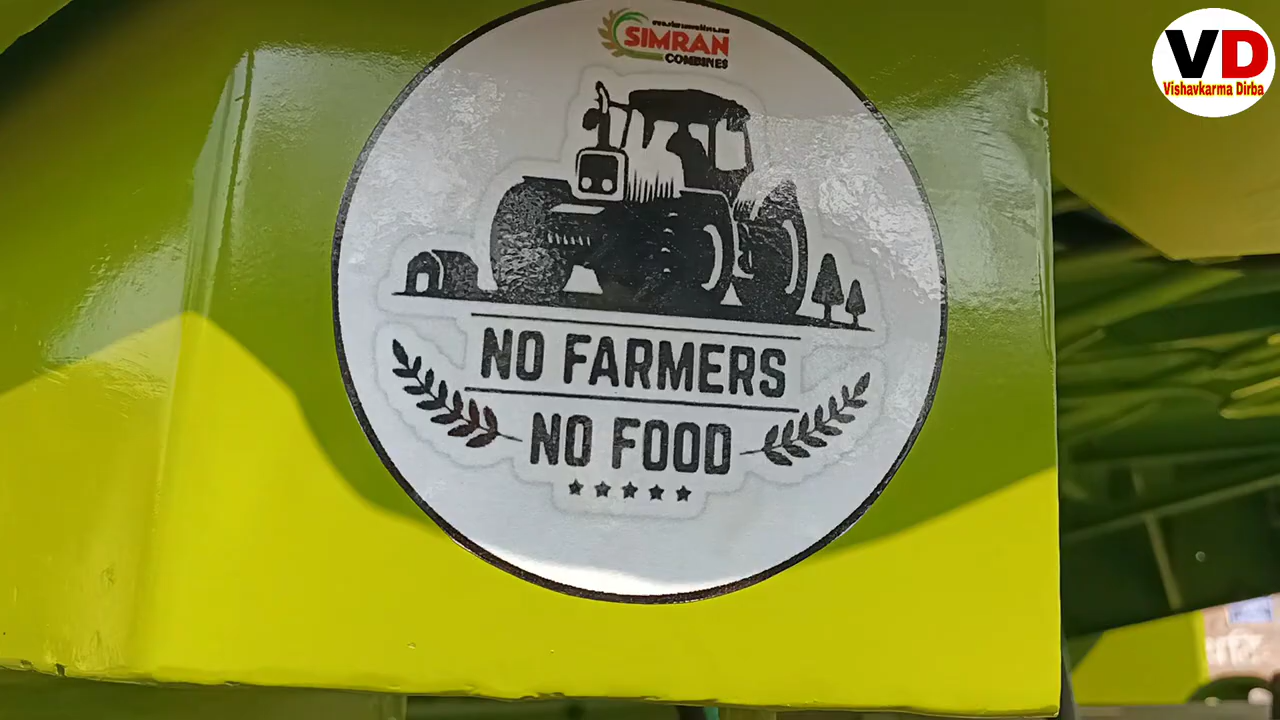 SIMRAN
COMBINES
NO FARMERS
NO FOOD
VD
Vishavkarma Dirba